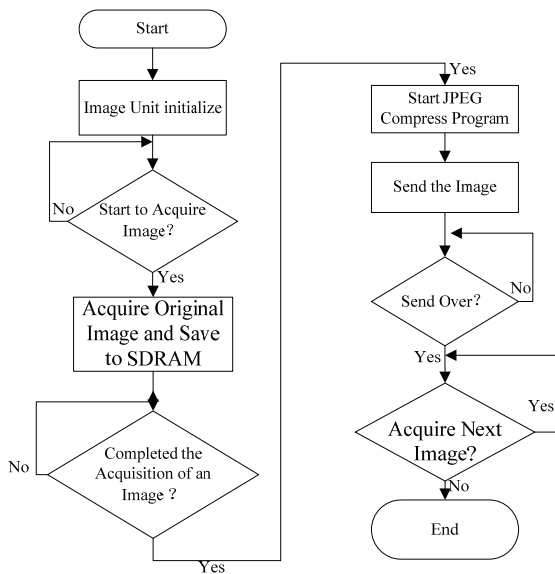 Start
Image Unit initialize
No
Start to Acquire
Image?
Yes
Acquire Original
Image and Save
to SDRAM
No
Completed the
Acquisition of an
Image ?
Yes
Yes
Start JPEG
Compress Program
Send the Image
No
Send Over?
Yes
Yes
Acquire Next
Image?
No
End